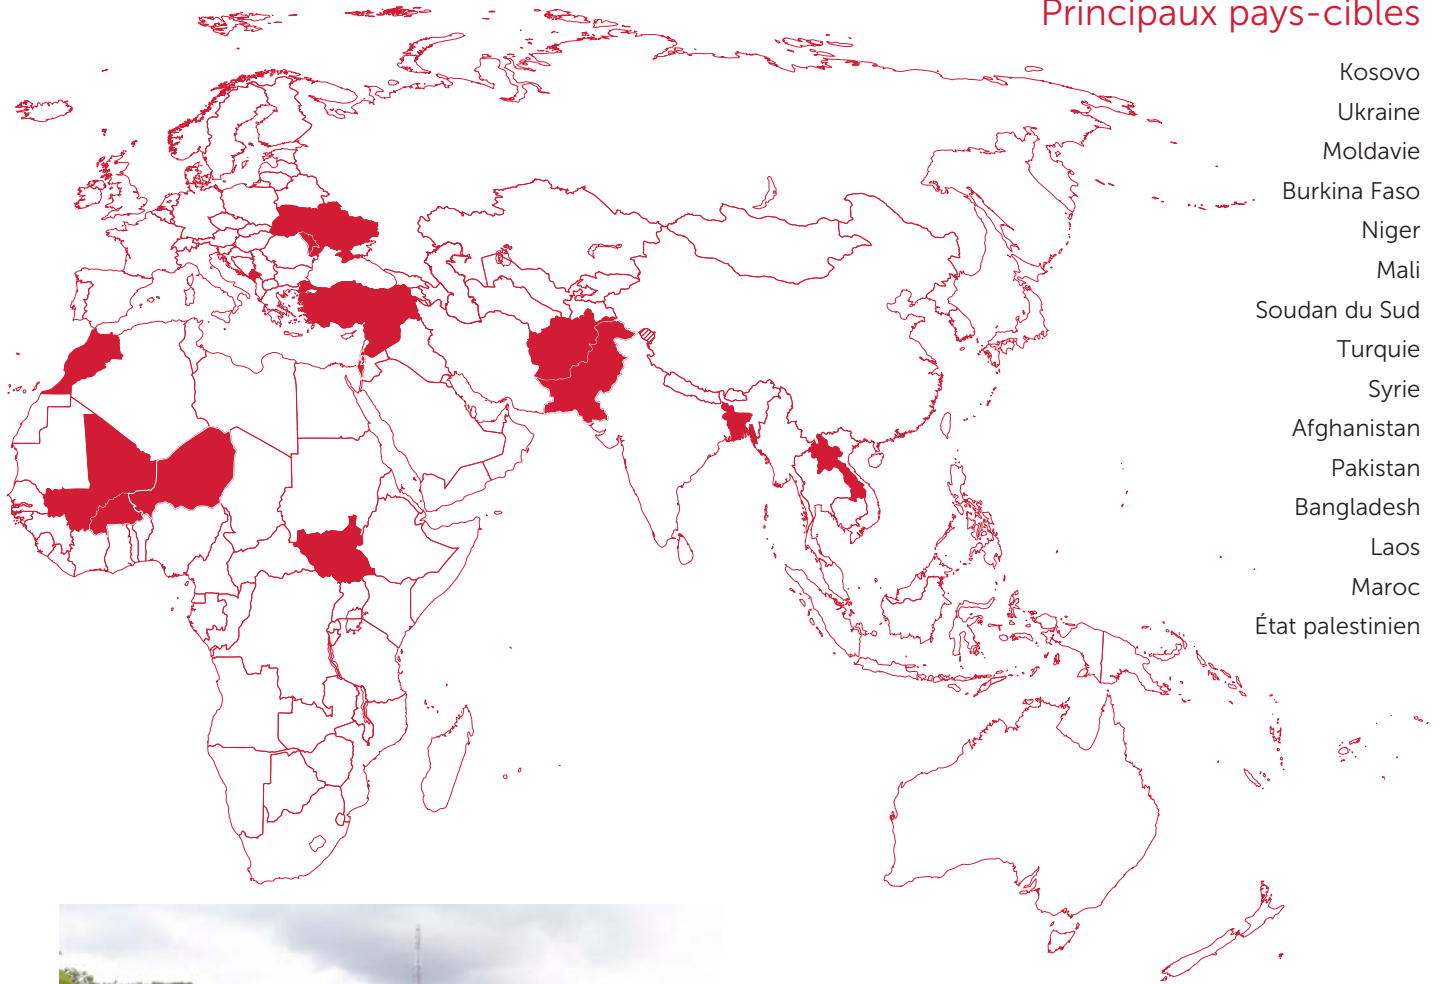 Principaux pays-cibles
Kosovo
Ukraine
Moldavie
Burkina Faso
Niger
Mali
Soudan du Sud
Turquie
Syrie
Afghanistan
Pakistan
Bangladesh
Laos
Maroc
État palestinien